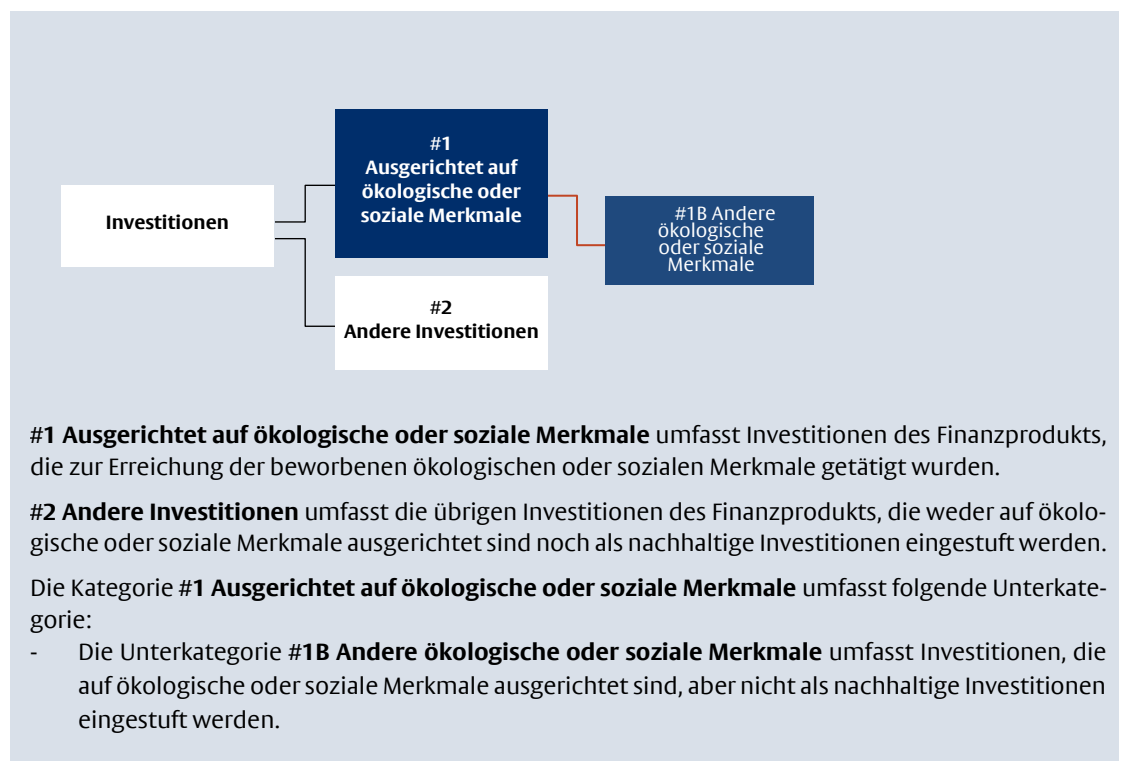 #1
Ausgerichtet auf
ökologische oder
soziale Merkmale
Investitionen
#1B Andere
ökologische
oder soziale
Merkmale
#2
Andere Investitionen
#1 Ausgerichtet auf ökologische oder soziale Merkmale umfasst Investitionen des Finanzprodukts,
die zur Erreichung der beworbenen ökologischen oder sozialen Merkmale getätigt wurden.
#2 Andere Investitionen umfasst die übrigen Investitionen des Finanzprodukts, die weder auf ökolo-
gische oder soziale Merkmale ausgerichtet sind noch als nachhaltige Investitionen eingestuft werden.
Die Kategorie #1 Ausgerichtet auf ökologische oder soziale Merkmale umfasst folgende Unterkate-
gorie:
- Die Unterkategorie #1B Andere ökologische oder soziale Merkmale umfasst Investitionen, die
auf ökologische oder soziale Merkmale ausgerichtet sind, aber nicht als nachhaltige Investitionen
eingestuft werden.